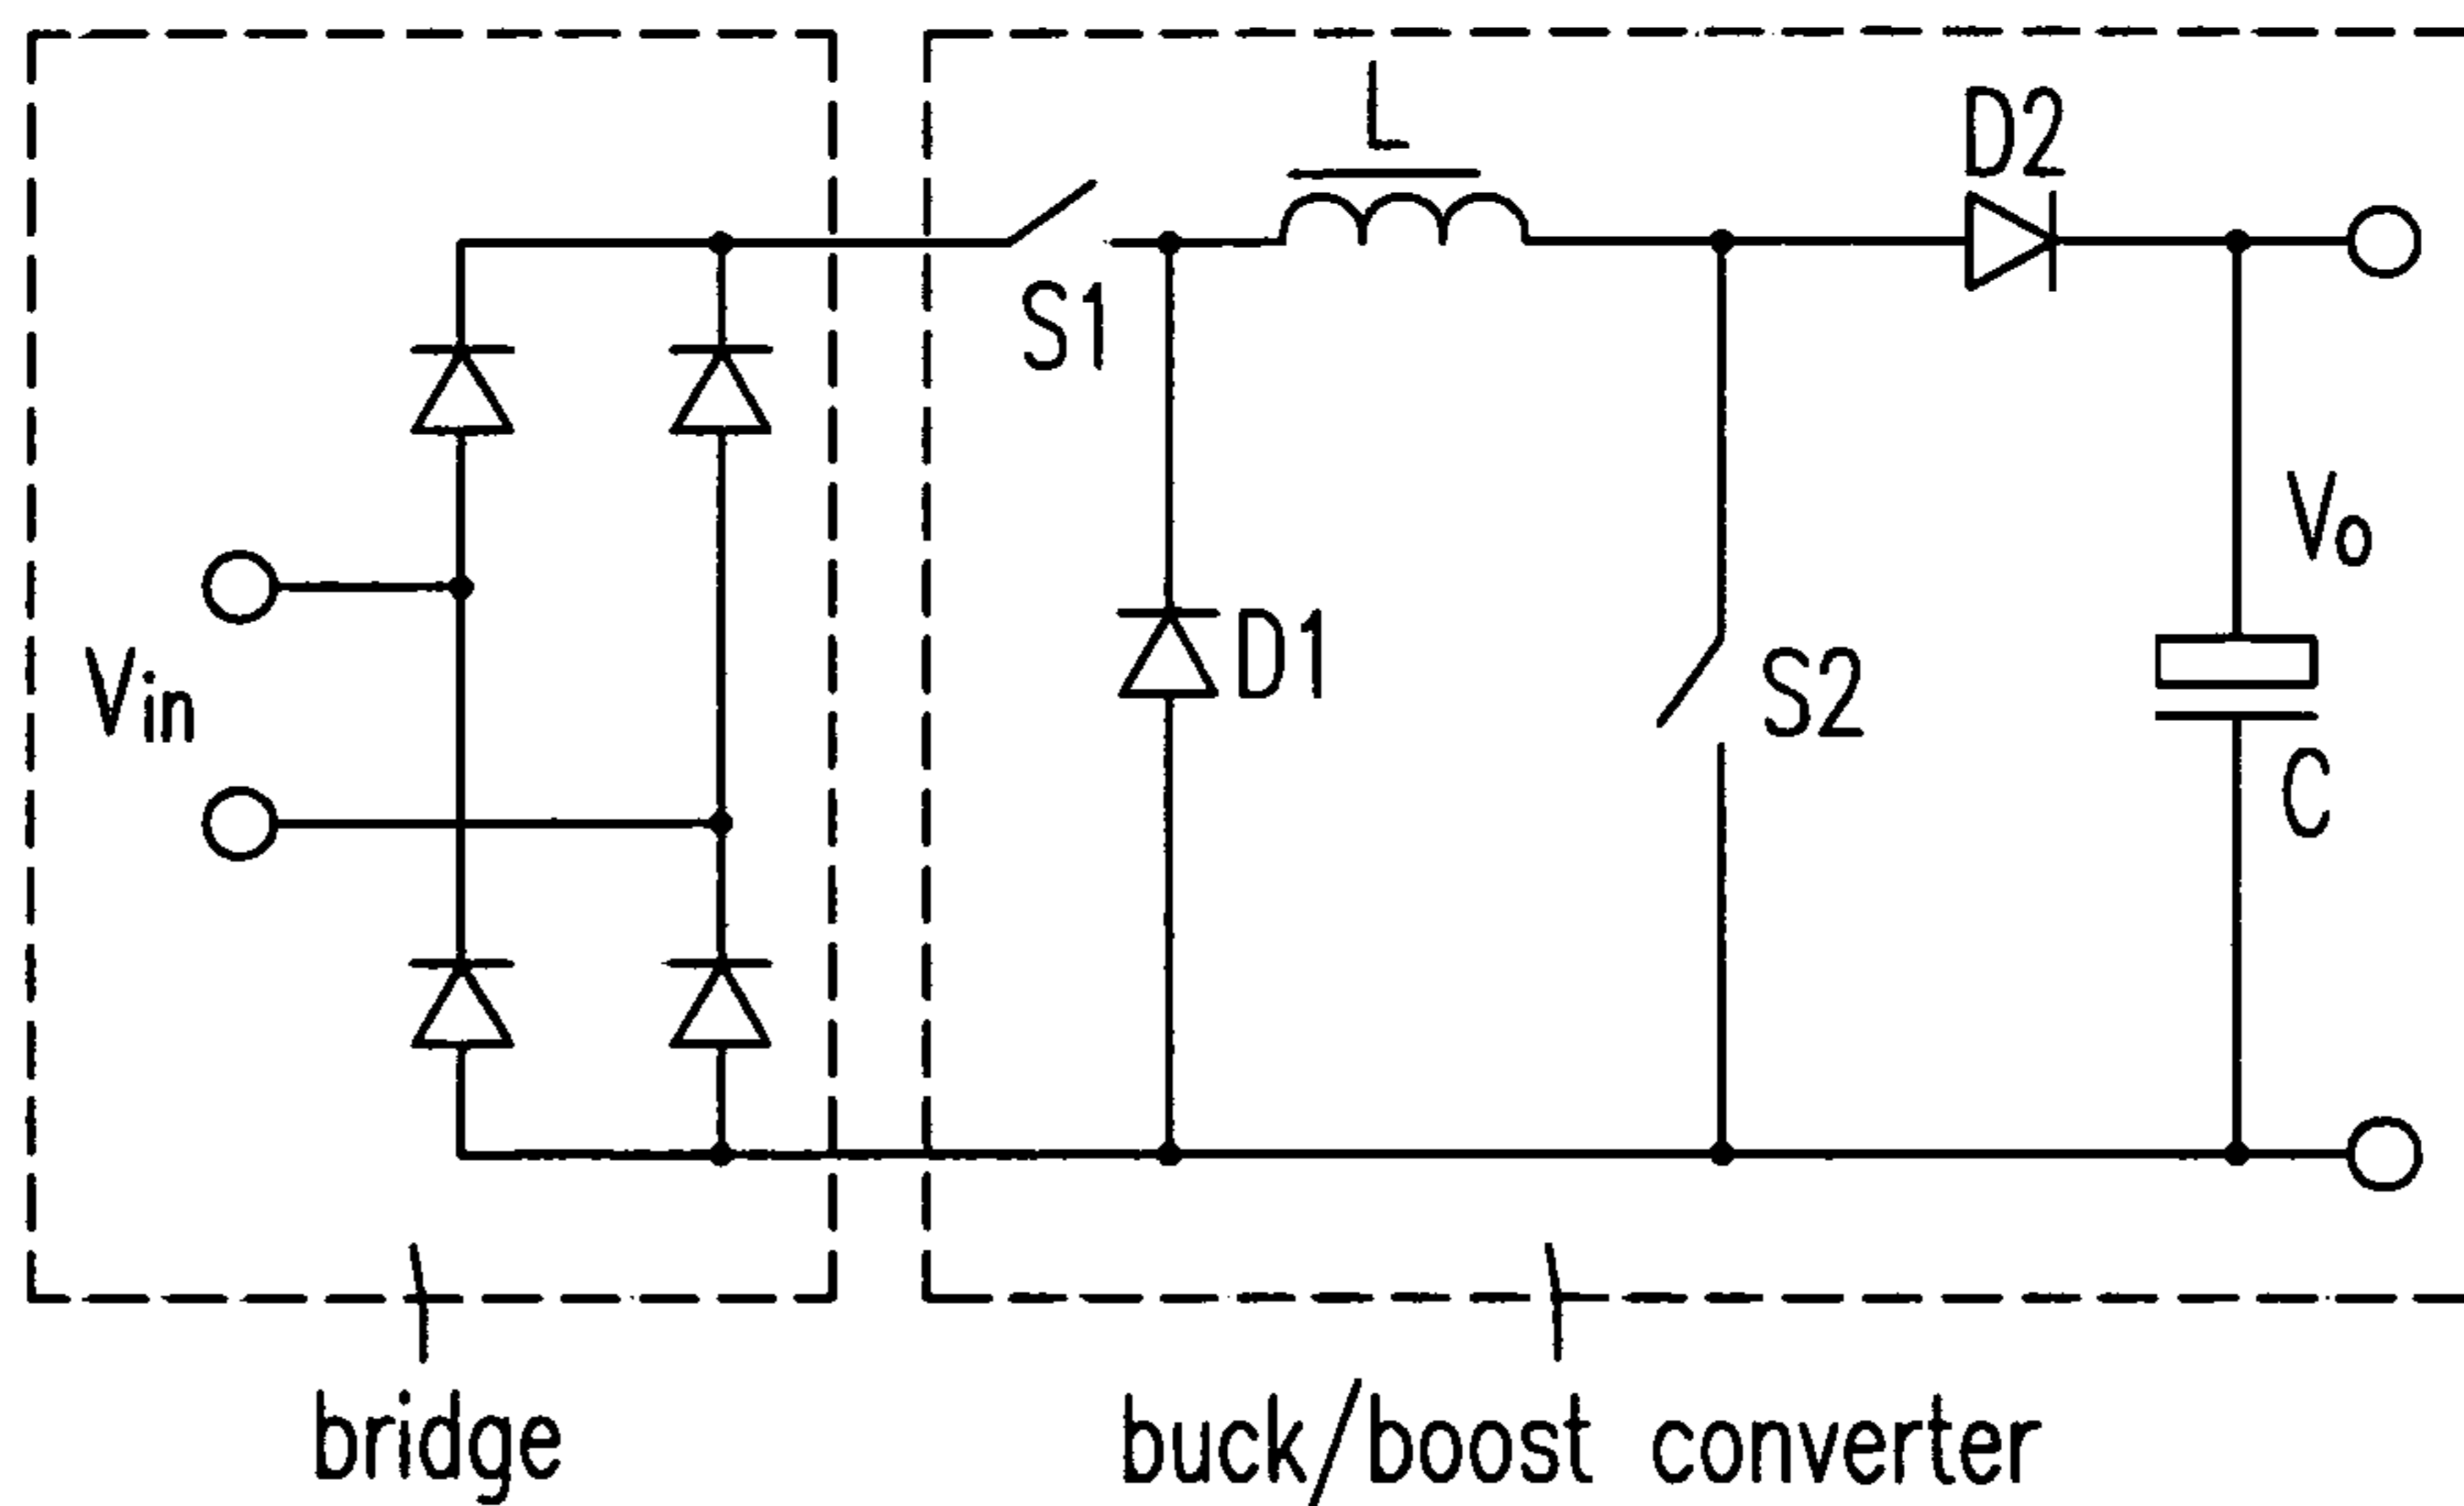 L
D2
S1
Vo
D1
S2
Vin
C
bridge
buck/boost converter